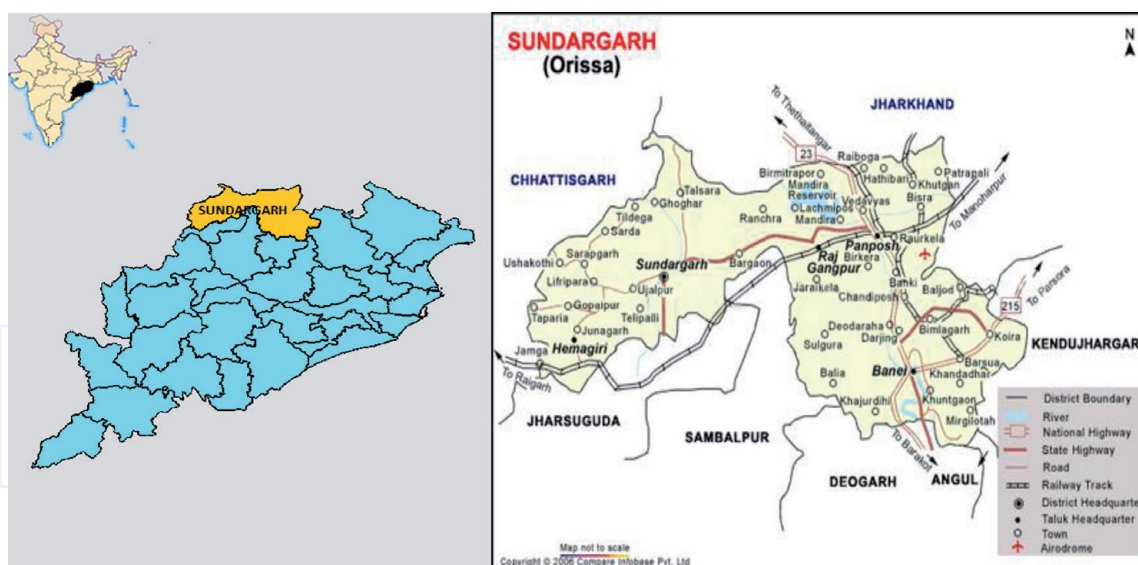 SUNDARGARH
SUNDARGARH
(Orissa)
N
JHARKHAND
CHHATTISGARH
To Thethaitangar
23
Raiboga
Birmitrapor
Hathibari
Patrapali
Khutgan
Mandira
Reservoir
Talsara
Ghoghar
Tildega
Ranchra
Lachmipos
Vedavyas
Bisra
Mandira
To Manoharpur
Sarda
Panposh
Raurkela
Ushakothi
Sarapgarh
Bargaon
Raj
Gangpur
Birkera
Sundargarh
Lifripara
Ujalpur
Jaraikela
Banki
Baljod
Chandiposh
215
To Parsora
Taparia
Gopaipur
Telipalli
Junagarh
Deodaraha
Bimlagarh
Darjing
Koira
Sulgura
KENDUJHARGARH
Hemagiri
Jamga
To Raigarh
Banei
Barsua
Balia
Khandadhar
Khajurdihi
Khuntgaon
Mirgilotah
JHARSUGUDA
SAMBALPUR
To Barakot
DEOGARH
ANGUL
District Boundary
River
National Highway
State Highway
Road
Railway Track
District Headquarte
Taluk Headquarter
Town
Airodrome
Map not to scale
Copyright © 2006 Compare Infobase Pvt. Ltd